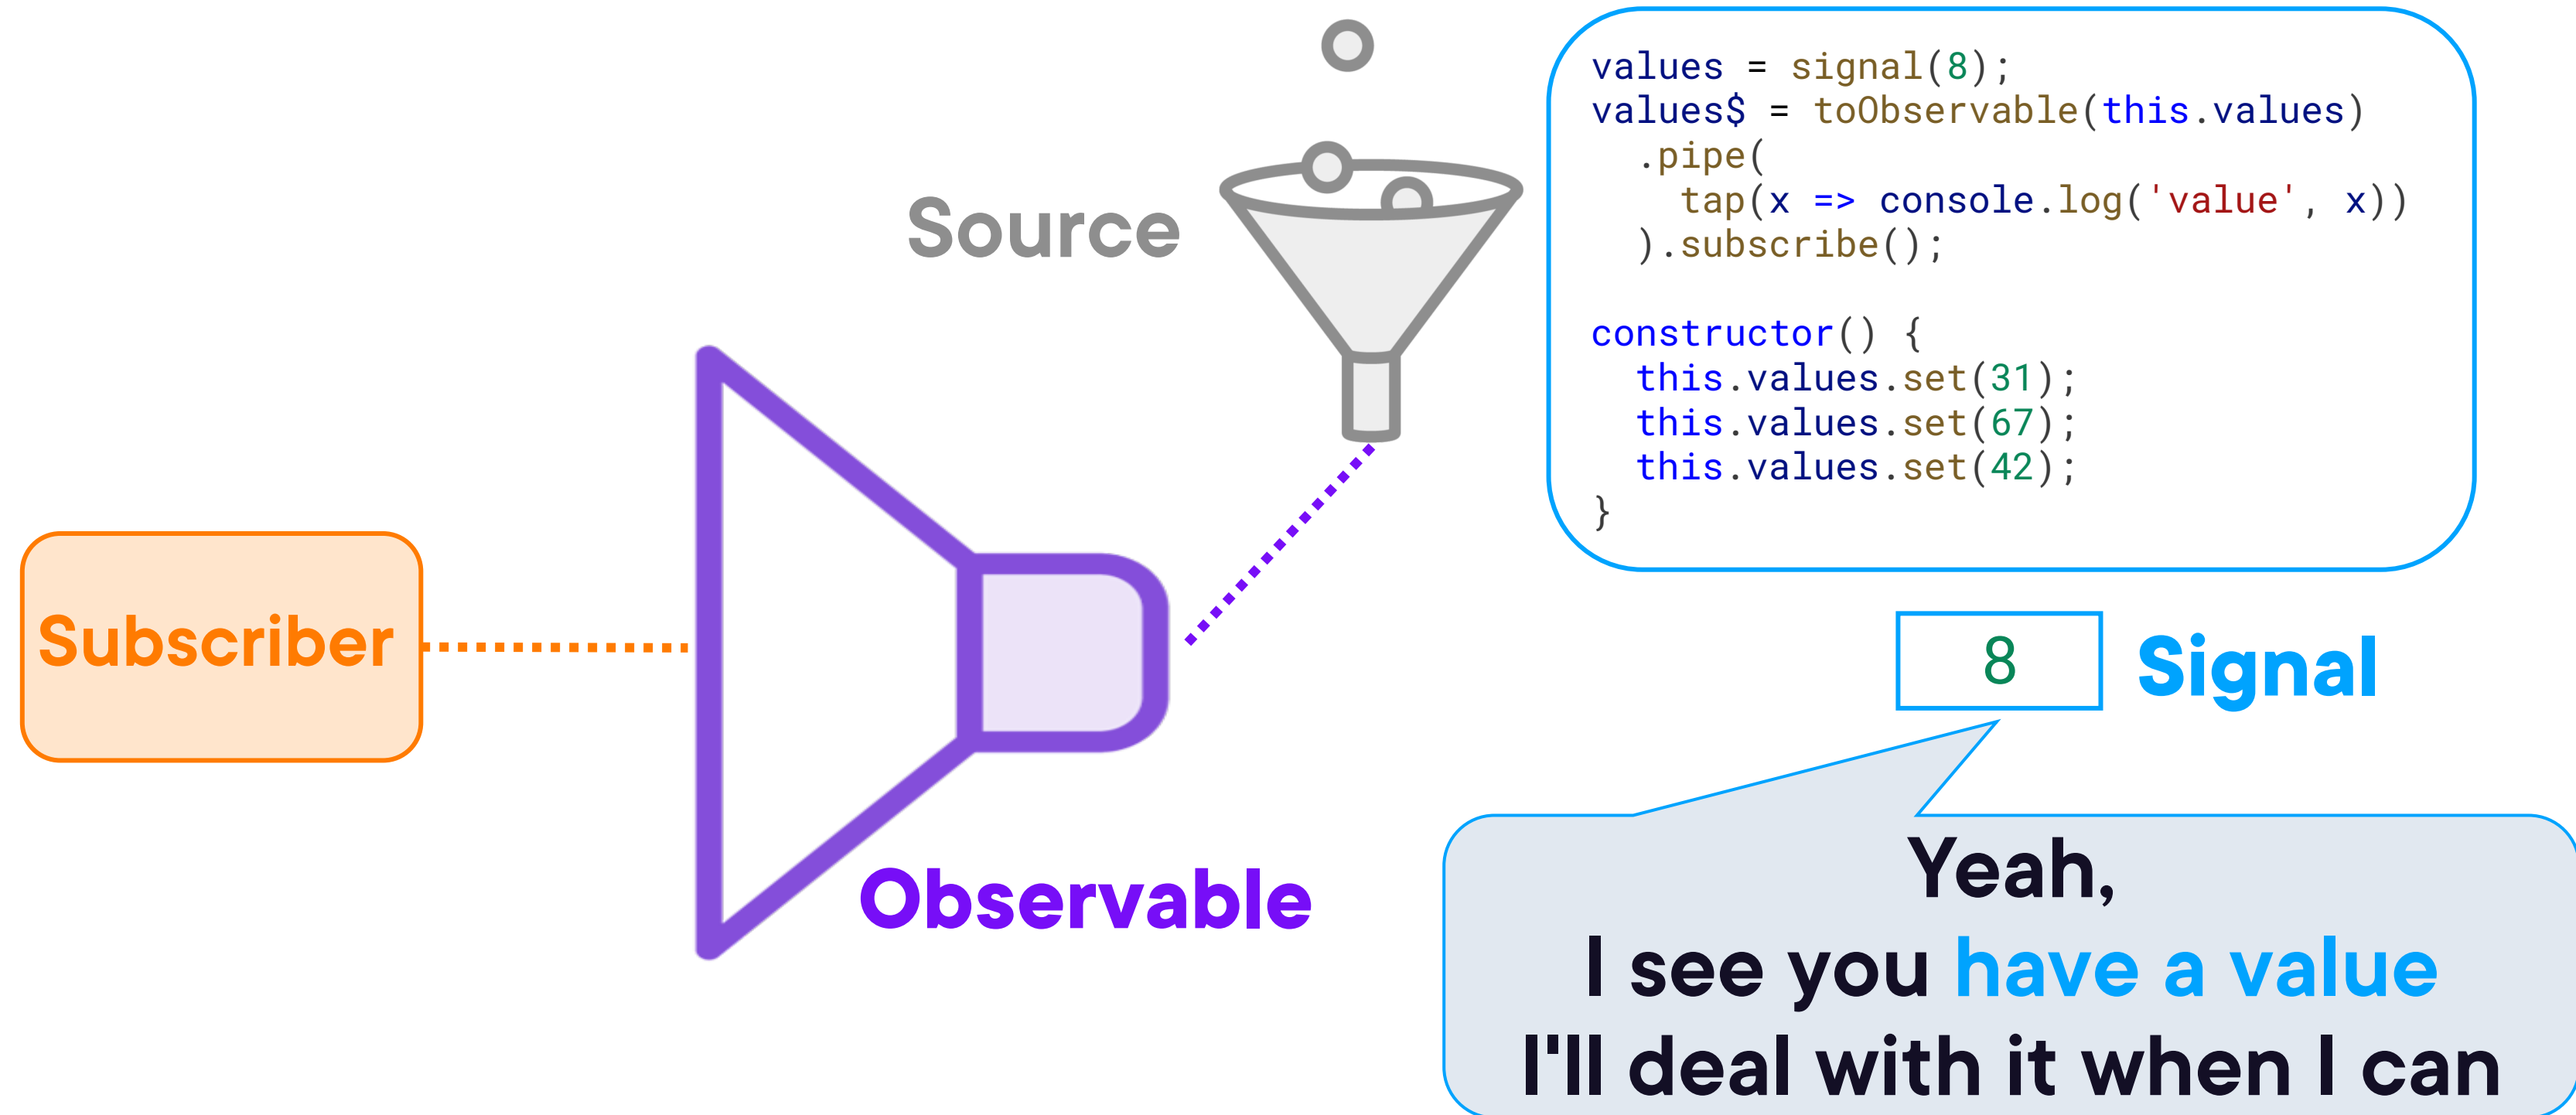 Source
values = signal(8);
values$ = toObservable(this.values)
  .pipe(
    tap(x => console.log('value', x))
  ).subscribe();

constructor() {
  this.values.set(31);
  this.values.set(67);
  this.values.set(42);
}
Subscriber
8
Signal
Observable
Yeah,
I see you have a value
I'll deal with it when I can